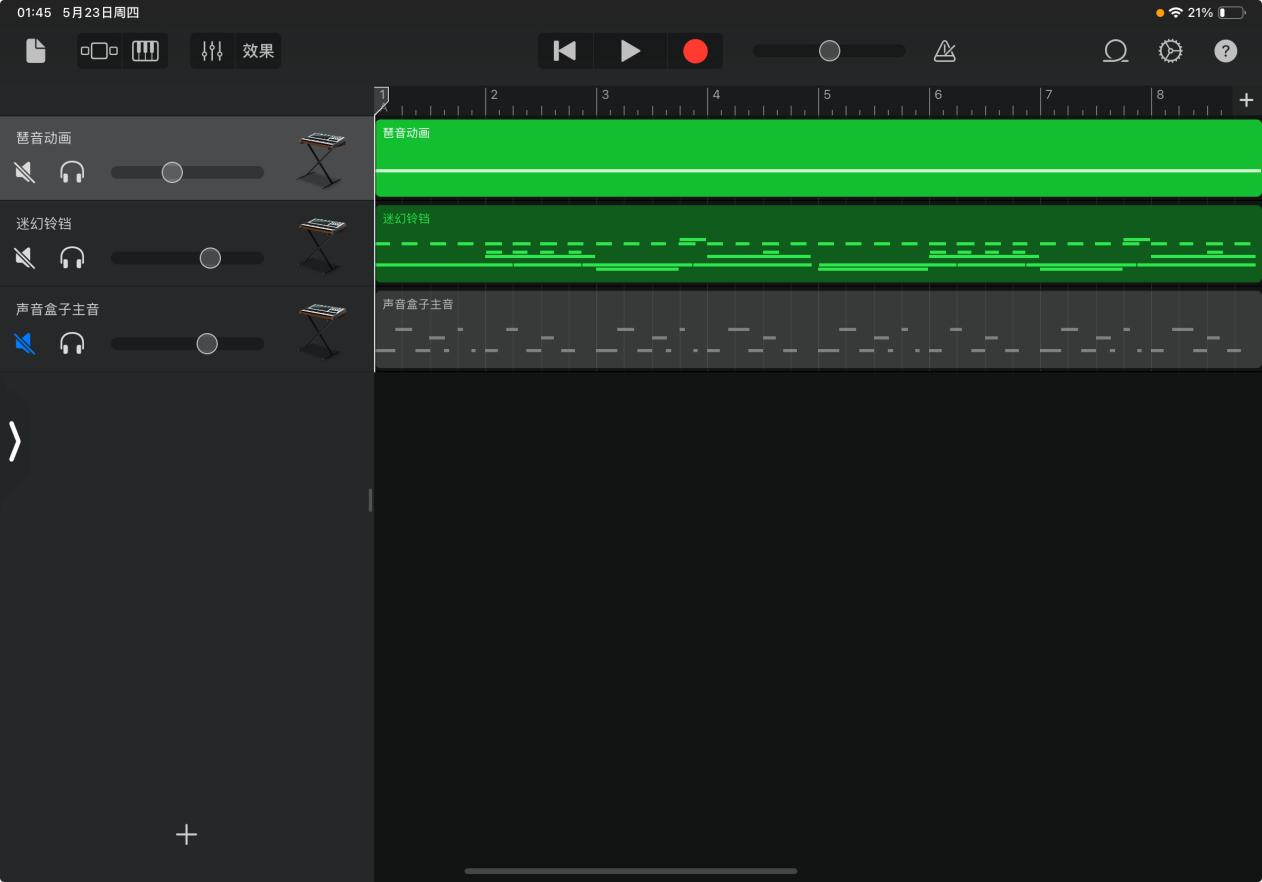 01:45 5月23日周四
21%
效果
?
1 2 3 4 5 6 7 8
琶音动画
迷幻铃铛
声音盒子主音
琶音动画
迷幻铃铛
声音盒子主音